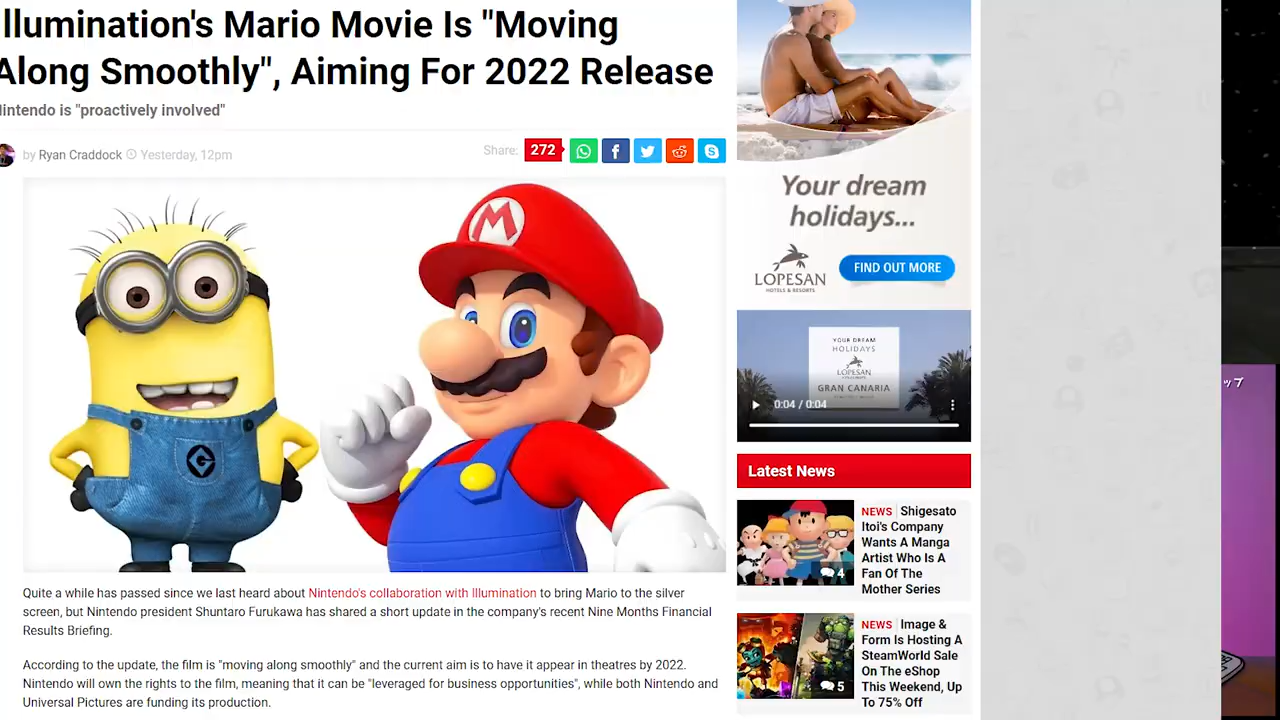 llumination's Mario Movie Is "Moving
Along Smoothly", Aiming For 2022 Release
Nintendo is "proactively involved"
by Ryan Craddock Yesterday, 12pm
Share: 272
M
G
Quite a while has passed since we last heard about Nintendo's collaboration with Illumination to bring Mario to the silver
screen, but Nintendo president Shuntaro Furukawa has shared a short update in the company's recent Nine Months Financial
Results Briefing.
According to the update, the film is "moving along smoothly" and the current aim is to have it appear in theatres by 2022.
Nintendo will own the rights to the film, meaning that it can be "leveraged for business opportunities", while both Nintendo and
Universal Pictures are funding its production.
Your dream
holidays...
LOPESAN
HOTELS & RESORTS
FIND OUT MORE
YOUR DREAM
HOLIDAYS
LOPESAN
GRAN CANARIA
0:04 / 0:04
Latest News
NEWS Shigesato
Itoi's Company
Wants A Manga
Artist Who Is A
Fan Of The
Mother Series
4
NEWS Image &
Form Is Hosting A
SteamWorld Sale
On The eShop
This Weekend, Up
To 75% Off
5
ップ